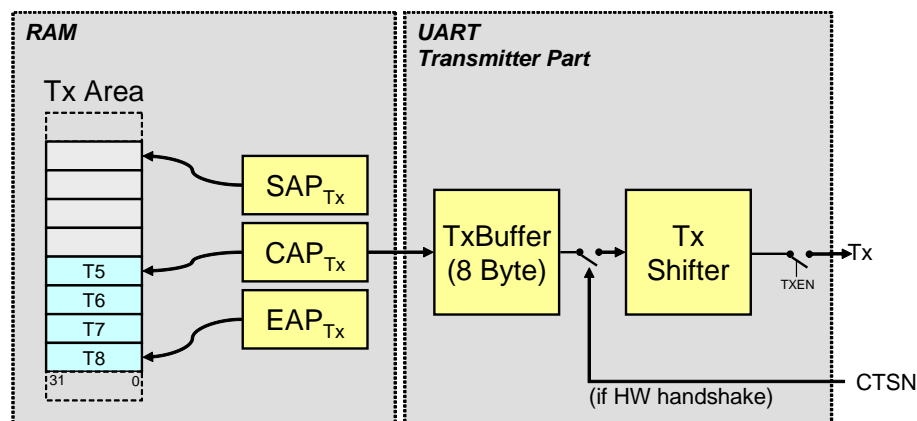 RAM
UART
Transmitter Part
Tx Area
SAPTx
CAPTx
EAPTx
T5
T6
T7
T8
31 0
TxBuffer
(8 Byte)
Tx
Shifter
TXEN
Tx
CTSN
(if HW handshake)